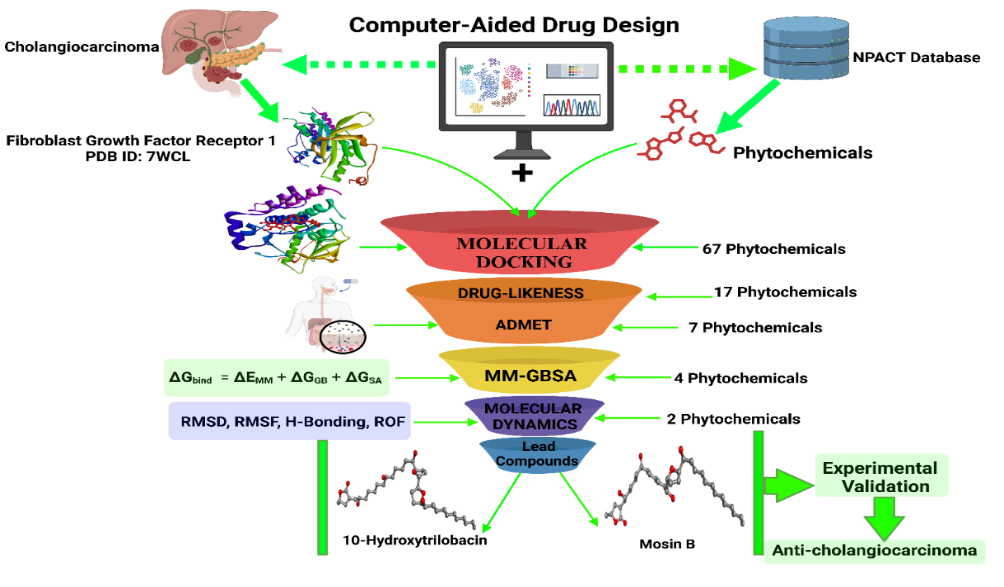 Computer-Aided Drug Design
Cholangiocarcinoma
NPACT Database
Fibroblast Growth Factor Receptor 1
PDB ID: 7WCL
Phytochemicals
+
MOLECULAR
DOCKING
67 Phytochemicals
DRUG-LIKENESS
17 Phytochemicals
ADMET
7 Phytochemicals
ΔGbind = ΔEMM + ΔGGB + ΔGSA
MM-GBSA
4 Phytochemicals
RMSD, RMSF, H-Bonding, ROF
MOLECULAR
DYNAMICS
2 Phytochemicals
Lead
Compounds
10-Hydroxytrilobacin
Mosin B
Experimental
Validation
Anti-cholangiocarcinoma